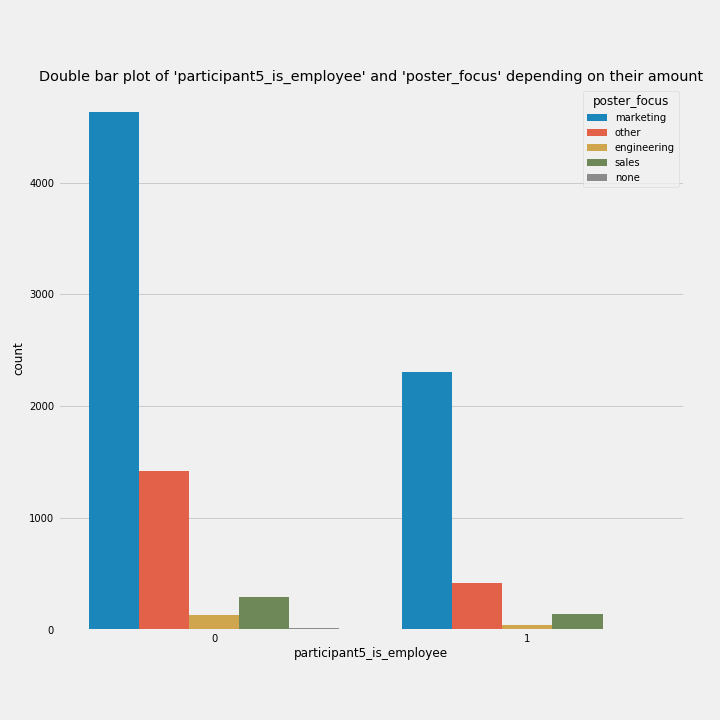 Double bar plot of 'participant5_is_employee' and 'poster_focus' depending on their amount
poster_focus
marketing
other
engineering
sales
none
4000
3000
2000
1000
0
count
0
1
participant5_is_employee